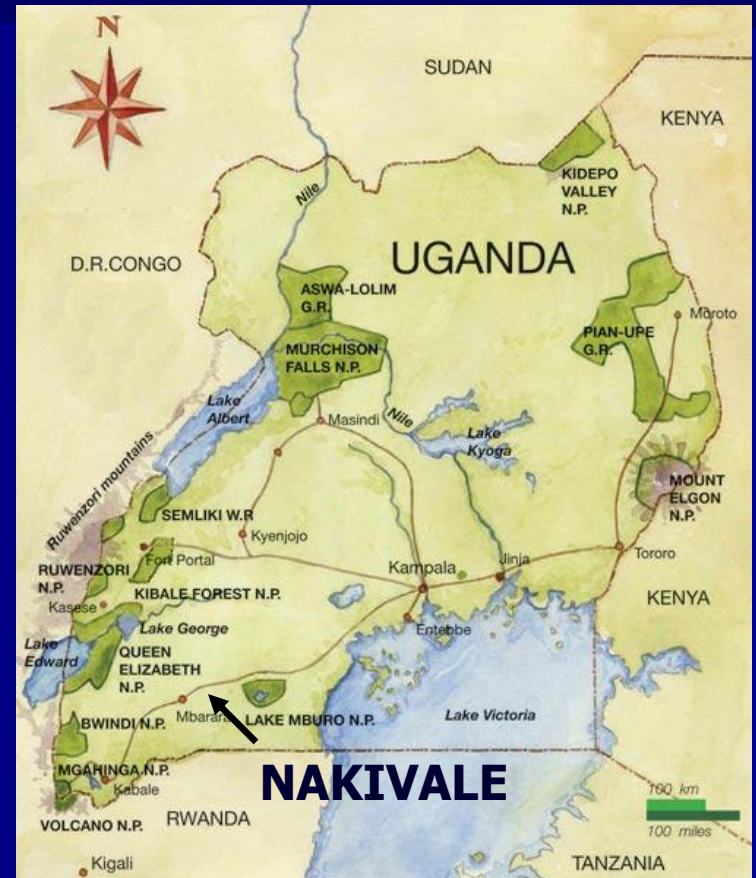 N
SUDAN
KENYA
KIDEPO
VALLEY
N.P.
Nile
D.R.CONGO
UGANDA
ASWA-LOLIM
G.R.
Moroto
PIAN-UPE
G.R.
MURCHISON
FALLS N.P.
Lake
Albert
Masindi
Nile
Lake
Kyoga
Ruwenzori mountains
MOUNT
ELGON
N.P.
SEMLIKI W.R
Kyenjojo
Fort Portal
Kampala
Jinja
Tororo
RUWENZORI
N.P.
KIBALE FOREST N.P.
Kasese
KENYA
Lake George
Entebbe
Lake
Edward
QUEEN
ELIZABETH
N.P.
Mbarara
LAKE MBURO N.P.
Lake Victoria
BWINDI N.P.
MGAHINGA N.P.
Kabale
NAKIVALE
100 km
100 miles
VOLCANO N.P.
RWANDA
Kigali
TANZANIA